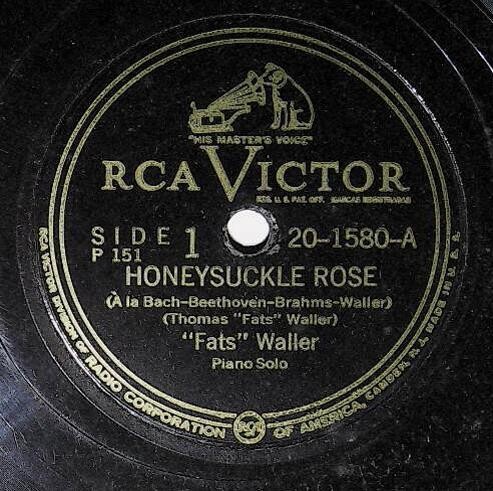 "HIS MASTER'S VOICE"
RCA VICTOR
REG. U. S. PAT. OFF. MARCAS REGISTRADAS
SIDE 1 20-1580-A
P 151
HONEYSUCKLE ROSE
(À la Bach-Beethoven-Brahms-Waller)
(Thomas "Fats" Waller)
"Fats" Waller
Piano Solo
RCA VICTOR DIVISION OF RADIO CORPORATION RCA OF AMERICA, CAMDEN, N. J. MADE IN U. S. A.